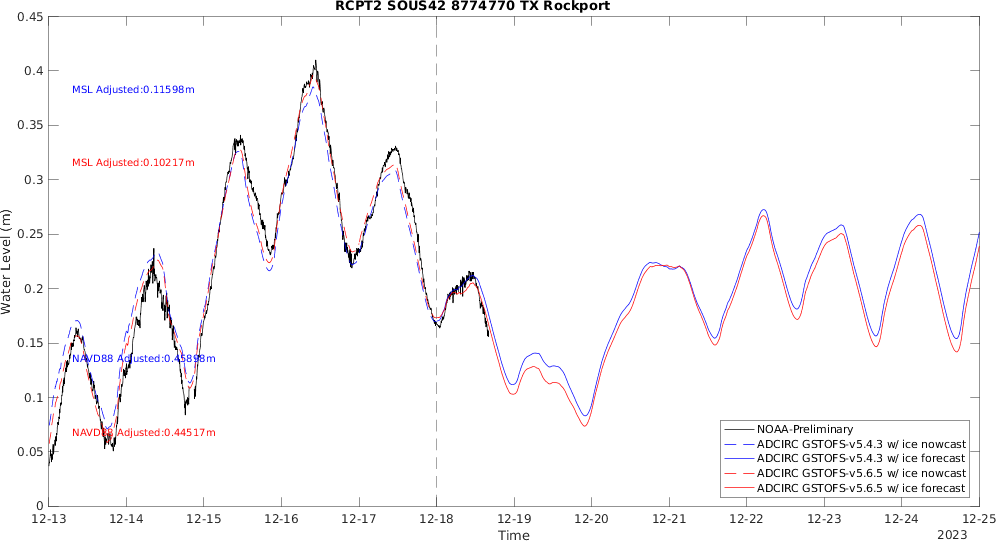 RCPT2 SOUS42 8774770 TX Rockport
0.45
0.4
0.35
0.3
0.25
0.2
0.15
0.1
0.05
0
Water Level (m)
MSL Adjusted:0.11598m
MSL Adjusted:0.10217m
NAVD88 Adjusted:0.45898m
NAVD88 Adjusted:0.44517m
NOAA-Preliminary
ADCIRC GSTOFS-v5.4.3 w/ ice nowcast
ADCIRC GSTOFS-v5.4.3 w/ ice forecast
ADCIRC GSTOFS-v5.6.5 w/ ice nowcast
ADCIRC GSTOFS-v5.6.5 w/ ice forecast
12-13 12-14 12-15 12-16 12-17 12-18 12-19 12-20 12-21 12-22 12-23 12-24 12-25
Time
2023